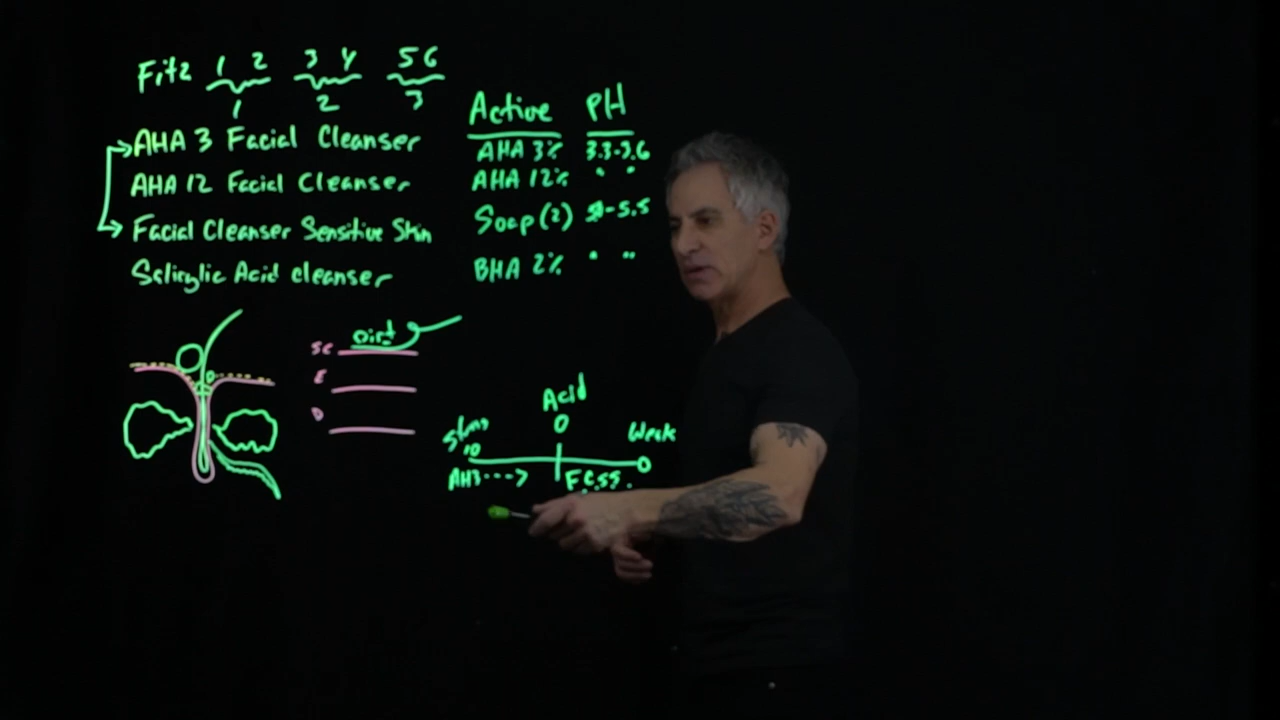 Fitz 1 2 3 4 5 6
1 2 3
AHA 3 Facial Cleanser
AHA 12 Facial Cleanser
Facial Cleanser Sensitive Skin
Salicylic Acid cleanser
Active PH
AHA 3% 3.3-3.6
AHA 12% " "
Soap (2) -5.5
BHA 2% " "
Dirt
SC
E
D
Acid
0
Weak
10 0
AH3 F.C.S.S.